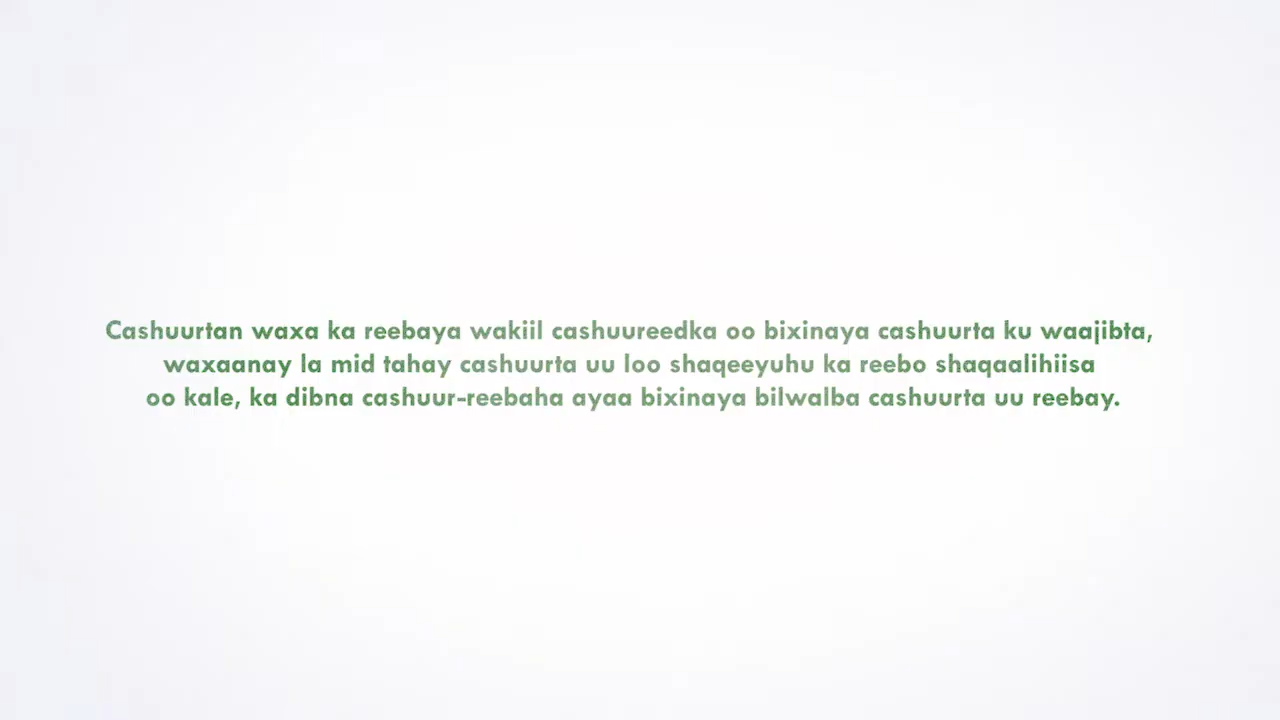 Cashuurtan waxa ka reebaya wakiil cashuureedka oo bixinaya cashuurta ku waajibta,
waxaanay la mid tahay cashuurta uu loo shaqeeyuhu ka reebo shaqaalihiisa
oo kale, ka dibna cashuur-reebaha ayaa bixinaya bilwalba cashuurta uu reebay.